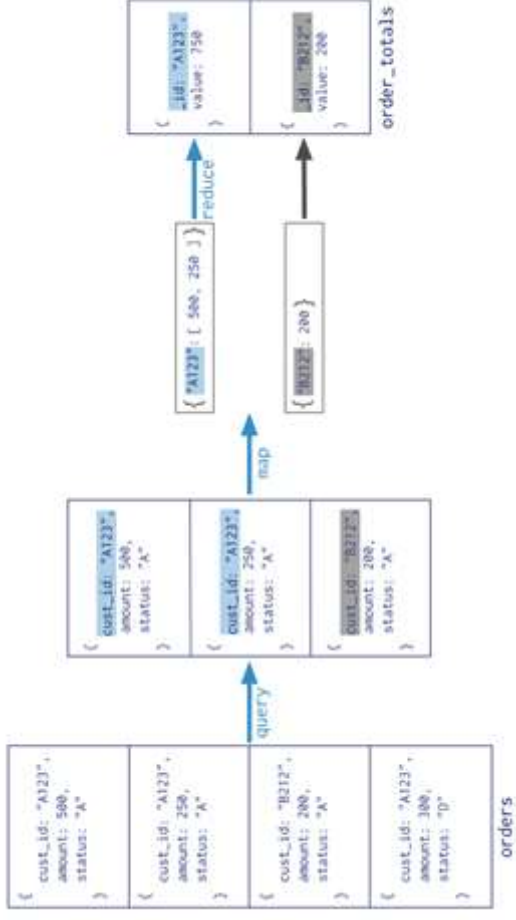 {
cust_id: "A123",
amount: 500,
status: "A"
}
{
cust_id: "A123",
amount: 250,
status: "A"
}
{
cust_id: "B212",
amount: 200,
status: "A"
}
{
cust_id: "A123",
amount: 300,
status: "D"
}
orders
query
{
cust_id: "A123",
amount: 500,
status: "A"
}
{
cust_id: "A123",
amount: 250,
status: "A"
}
{
cust_id: "B212",
amount: 200,
status: "A"
}
map
{ "A123": [ 500, 250 ] }
{ "B212": 200 }
reduce
{
_id: "A123",
value: 750
}
{
_id: "B212",
value: 200
}
order_totals